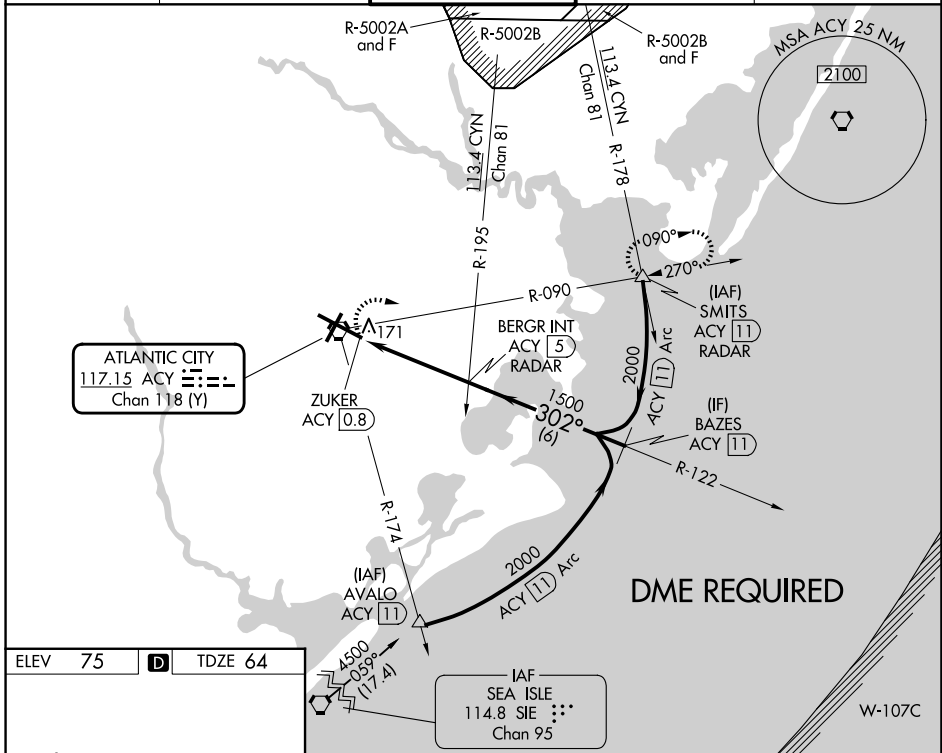 R-5002A
and F
R-5002B
R-5002B
and F
MSA ACY 25 NM
2100
113.4 CYN
Chan 81
113.4 CYN
Chan 81
R-178
R-195
090°
270°
R-090
(IAF)
SMITS
ACY 11
RADAR
171
BERGR INT
ACY 5
RADAR
2000
ACY 11 Arc
ATLANTIC CITY
117.15 ACY
Chan 118 (Y)
ZUKER
ACY 0.8
1500
302°
(6)
(IF)
BAZES
ACY 11
R-122
R-174
2000
ACY 11 Arc
(IAF)
AVALO
ACY 11
DME REQUIRED
ELEV 75 D TDZE 64
4500
059°
(17.4)
IAF
SEA ISLE
114.8 SIE
Chan 95
W-107C